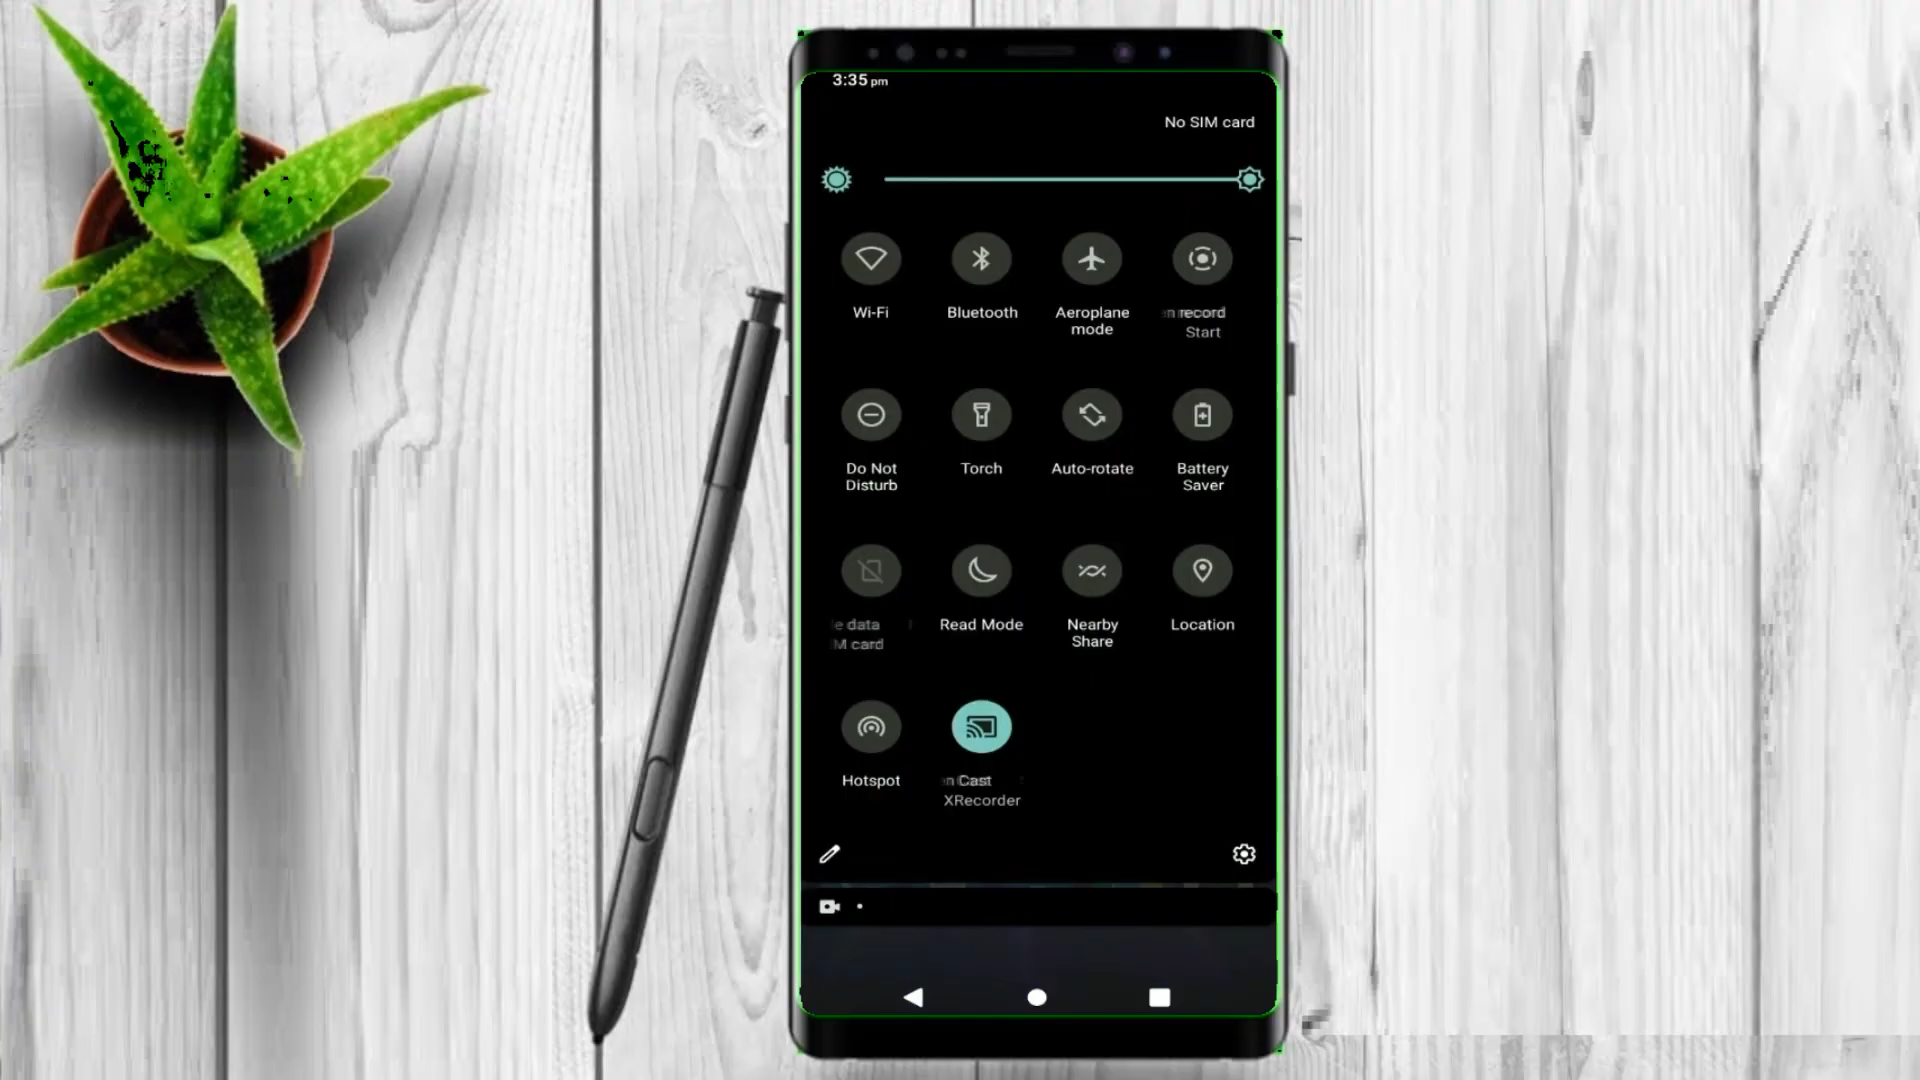 3:35 pm
No SIM card
Wi-Fi
Bluetooth
Aeroplane
mode
n record
Start
Do Not
Disturb
Torch
Auto-rotate
Battery
Saver
e data
M card
Read Mode
Nearby
Share
Location
Hotspot
n Cast
XRecorder